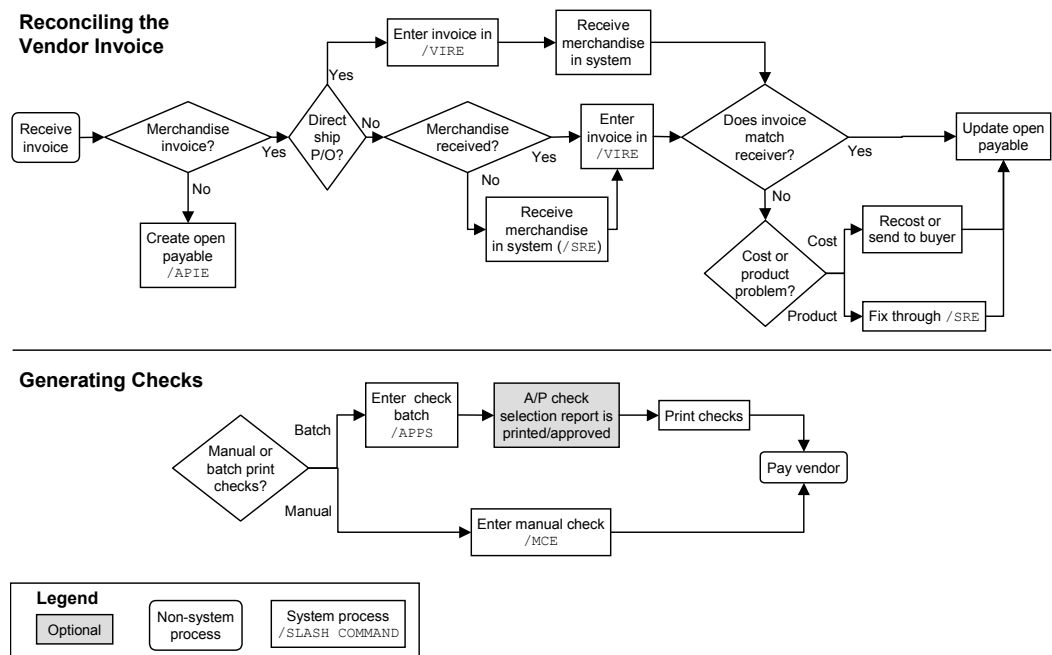 Reconciling the
Vendor Invoice
Enter invoice in
/VIRE
Receive
merchandise
in system
Yes
Receive
invoice
Merchandise
invoice?
Yes
Direct
ship
P/O?
No
Merchandise
received?
Yes
Enter
invoice in
/VIRE
Does invoice
match
receiver?
Yes
Update open
payable
No
Create open
payable
/APIE
No
Receive
merchandise
in system (/SRE)
No
Cost or
product
problem?
Cost
Recost or
send to buyer
Product
Fix through /SRE
Generating Checks
Manual or
batch print
checks?
Batch
Enter check
batch
/APPS
A/P check
selection report is
printed/approved
Print checks
Pay vendor
Manual
Enter manual check
/MCE
Legend
Optional
Non-system
process
System process
/SLASH COMMAND